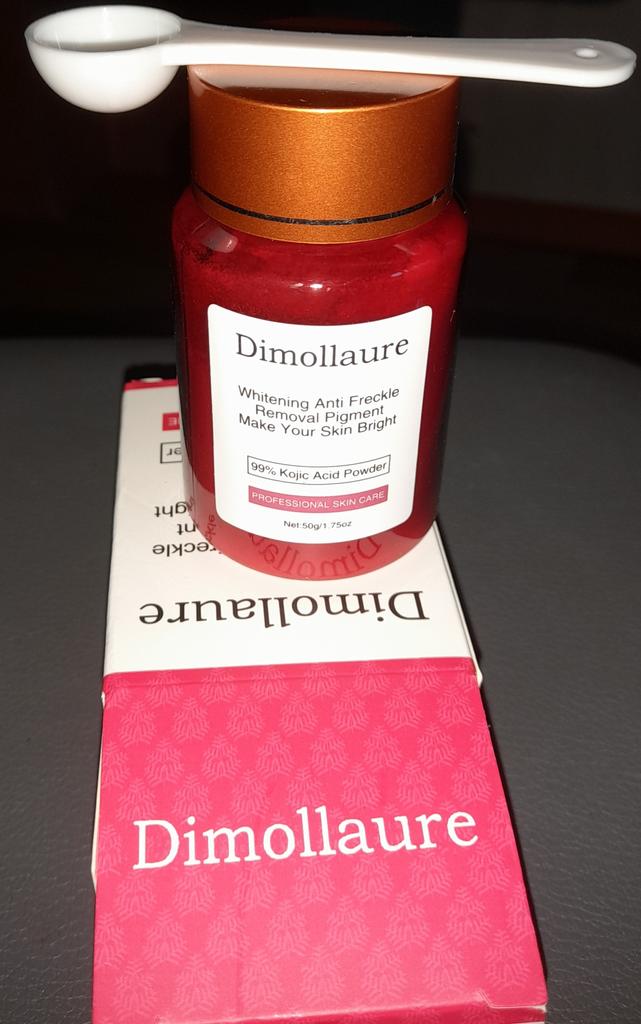 Dimollaure
Whitening Anti Freckle
Removal Pigment
Make Your Skin Bright
99% Kojic Acid Powder
PROFESSIONAL SKIN CARE
Net:50g/1.75oz
Dimollaure
Dimollaure